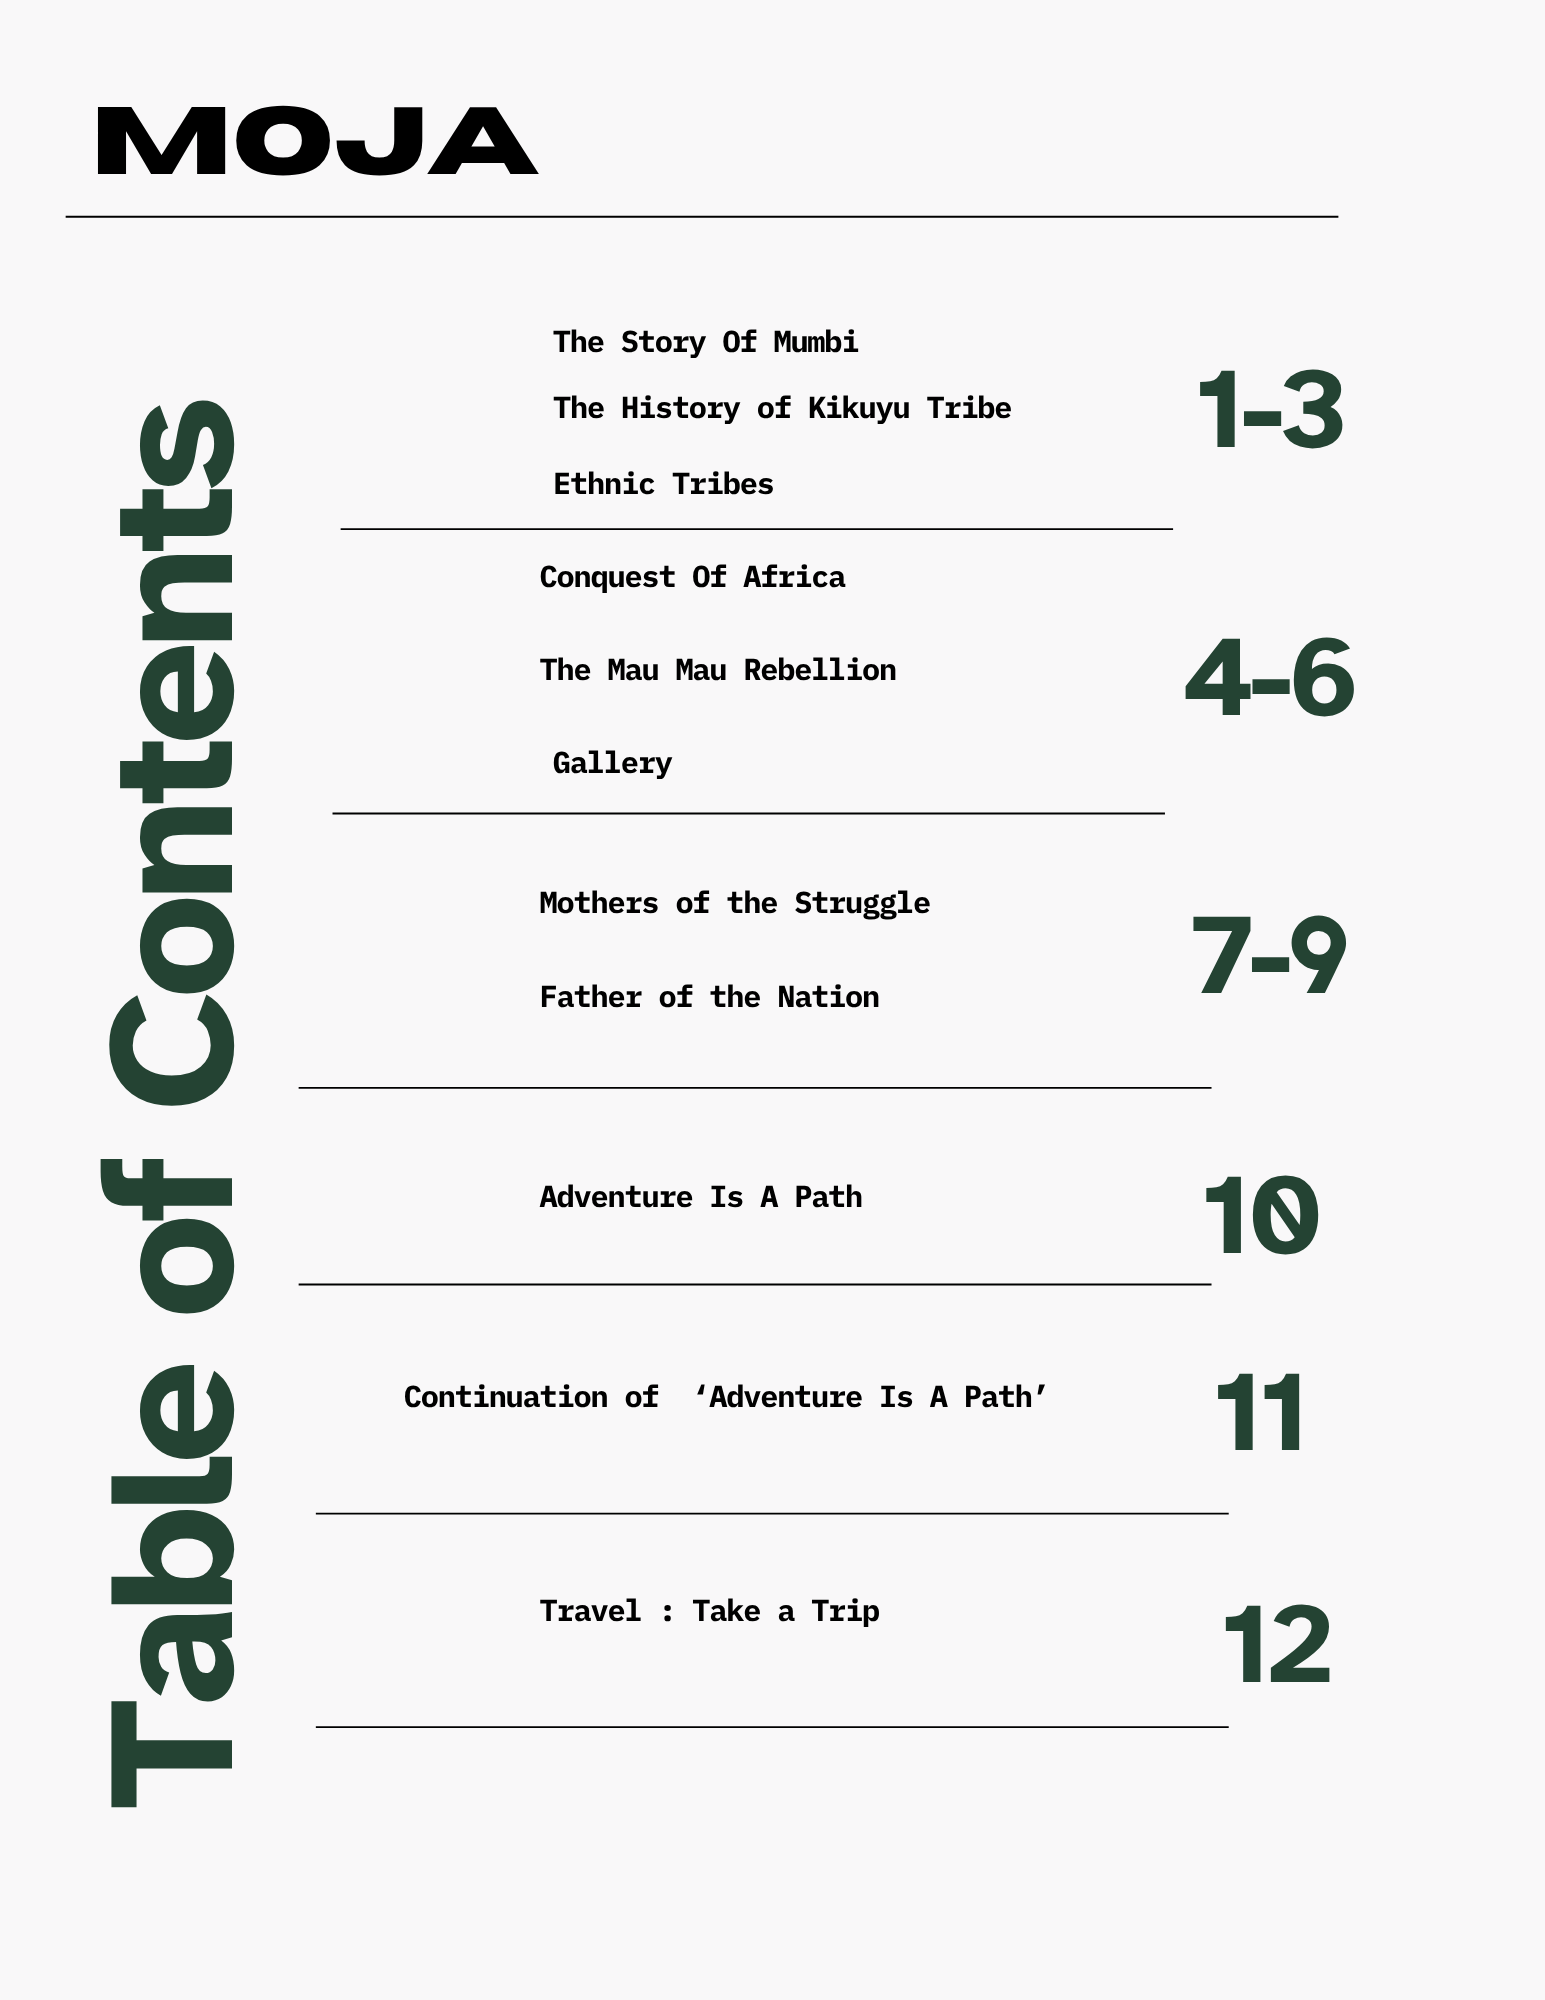 MOJA
Table of Contents
The Story Of Mumbi
The History of Kikuyu Tribe
Ethnic Tribes
1-3
Conquest Of Africa
The Mau Mau Rebellion
Gallery
4-6
Mothers of the Struggle
Father of the Nation
7-9
Adventure Is A Path
10
Continuation of  ‘Adventure Is A Path’
11
Travel : Take a Trip
12